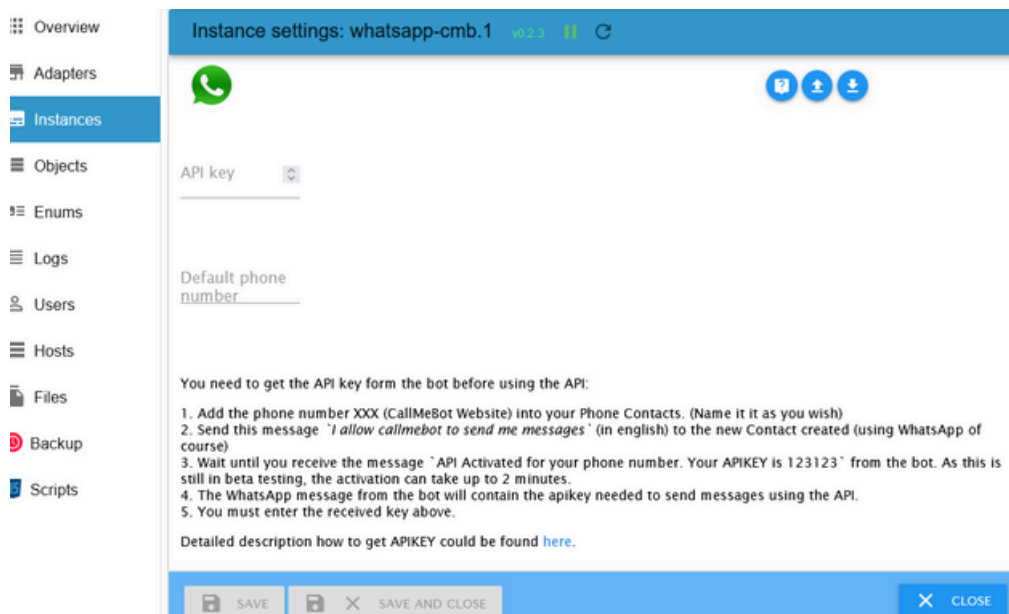 Overview
Adapters
Instances
Objects
Enums
Logs
Users
Hosts
Files
Backup
Scripts
Instance settings: whatsapp-cmb.1 v0.2.3
API key
Default phone
number
You need to get the API key form the bot before using the API:
1. Add the phone number XXX (CallMeBot Website) into your Phone Contacts. (Name it it as you wish)
2. Send this message `I allow callmebot to send me messages` (in english) to the new Contact created (using WhatsApp of
course)
3. Wait until you receive the message `API Activated for your phone number. Your APIKEY is 123123` from the bot. As this is
still in beta testing, the activation can take up to 2 minutes.
4. The WhatsApp message from the bot will contain the apikey needed to send messages using the API.
5. You must enter the received key above.
Detailed description how to get APIKEY could be found here.
SAVE
SAVE AND CLOSE
CLOSE